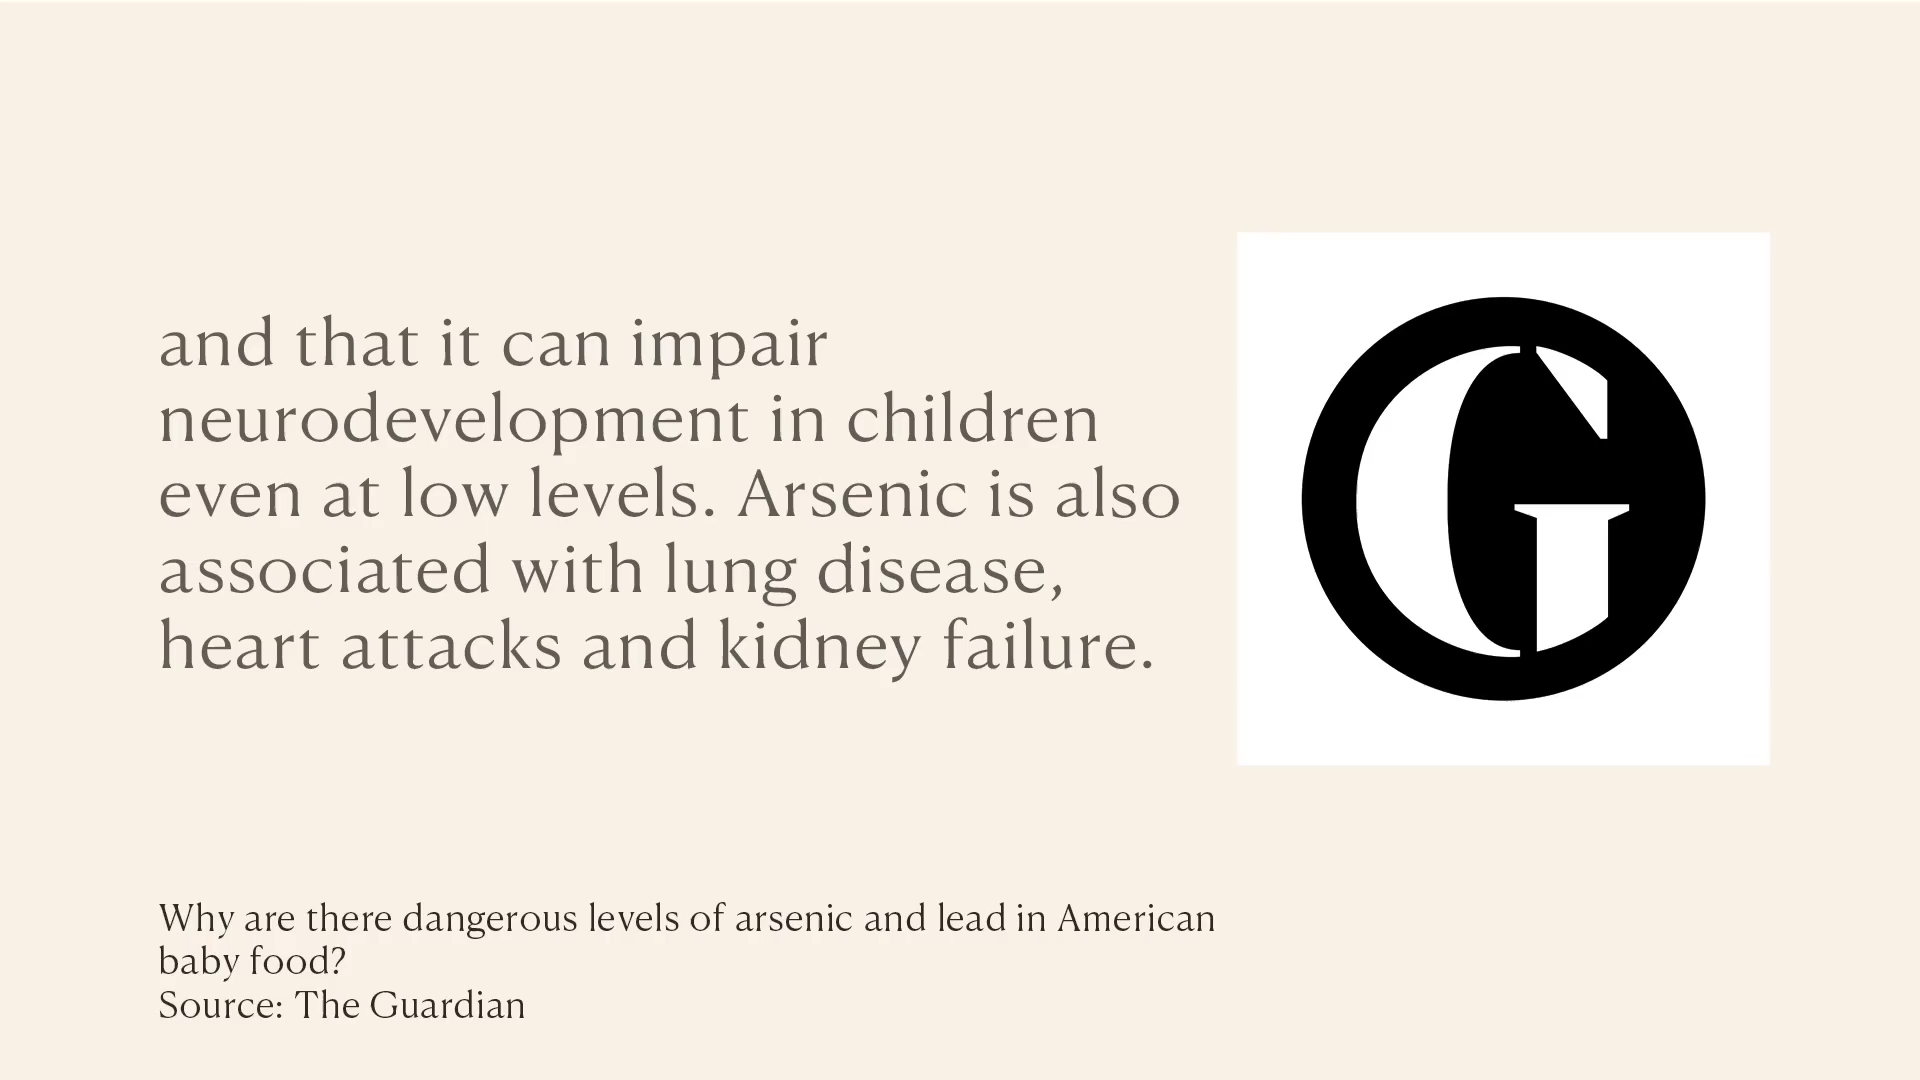 and that it can impair
neurodevelopment in children
even at low levels. Arsenic is also
associated with lung disease,
heart attacks and kidney failure.
G
Why are there dangerous levels of arsenic and lead in American
baby food?
Source: The Guardian